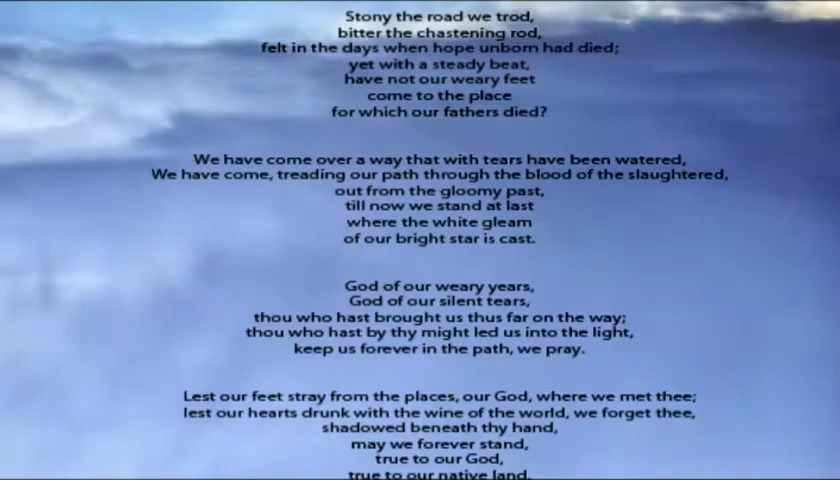 Stony the road we trod,
bitter the chastening rod,
felt in the days when hope unborn had died;
yet with a steady beat,
have not our weary feet
come to the place
for which our fathers died?
We have come over a way that with tears have been watered,
We have come, treading our path through the blood of the slaughtered,
out from the gloomy past,
till now we stand at last
where the white gleam
of our bright star is cast.
God of our weary years,
God of our silent tears,
thou who hast brought us thus far on the way;
thou who hast by thy might led us into the light,
keep us forever in the path, we pray.
Lest our feet stray from the places, our God, where we met thee;
lest our hearts drunk with the wine of the world, we forget thee,
shadowed beneath thy hand,
may we forever stand,
true to our God,
true to our native land.